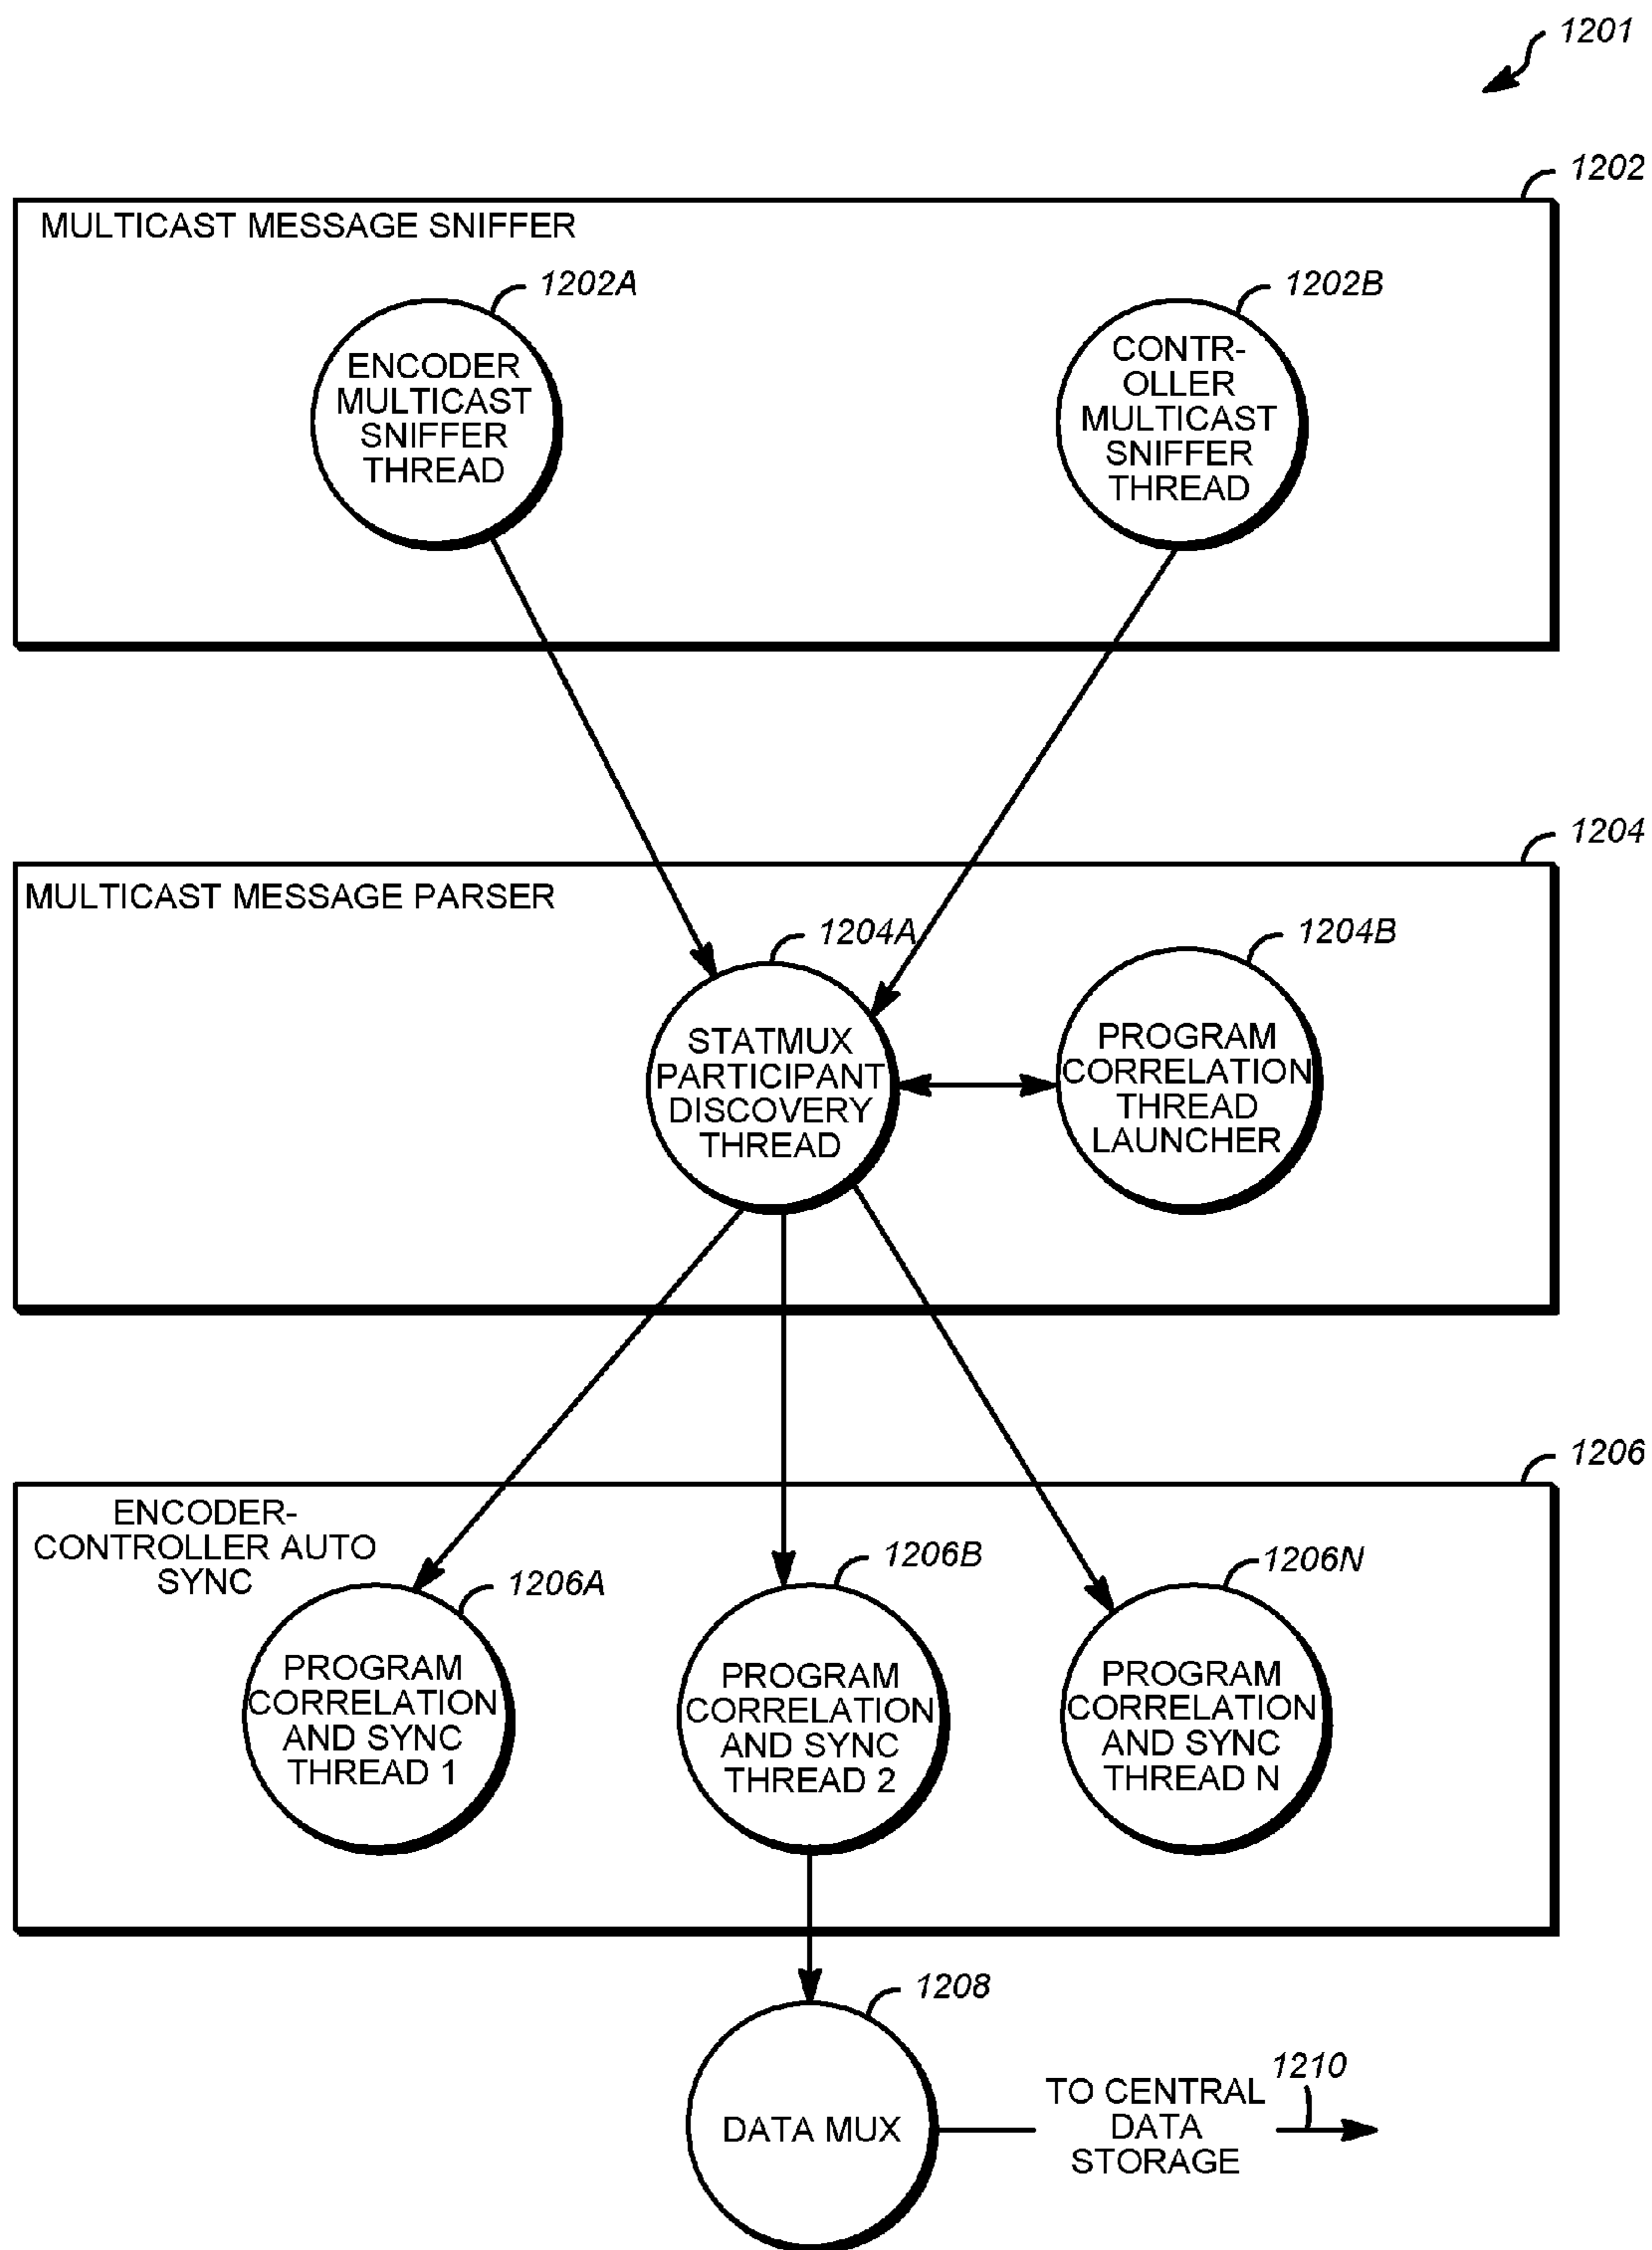 1201
1202
MULTICAST MESSAGE SNIFFER
1202A
1202B
ENCODER
MULTICAST
SNIFFER
THREAD
CONTR-
OLLER
MULTICAST
SNIFFER
THREAD
1204
MULTICAST MESSAGE PARSER
1204A
1204B
STATMUX
PARTICIPANT
DISCOVERY
THREAD
PROGRAM
CORRELATION
THREAD
LAUNCHER
1206
ENCODER-
CONTROLLER AUTO
SYNC
1206A
1206B
1206N
PROGRAM
CORRELATION
AND SYNC
THREAD 1
PROGRAM
CORRELATION
AND SYNC
THREAD 2
PROGRAM
CORRELATION
AND SYNC
THREAD N
1208
DATA MUX
TO CENTRAL
DATA
STORAGE
1210